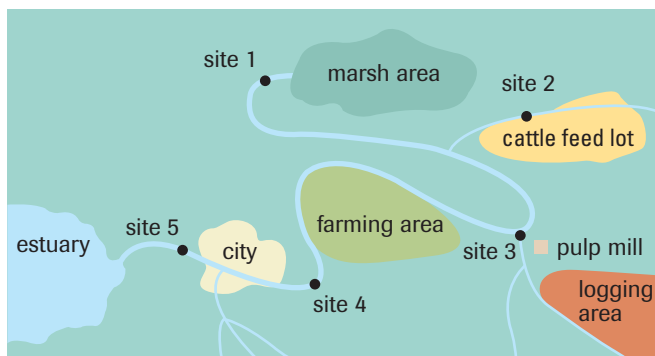 site 1
marsh area
site 2
cattle feed lot
farming area
site 5
estuary
city
site 3
pulp mill
site 4
logging
area